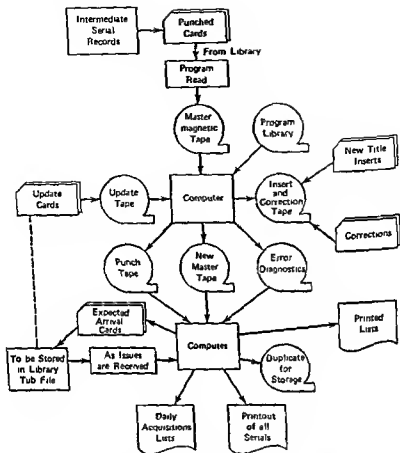 Intermediate
Serial
Records
Punched
Cards
From Library
Program
Read
Master
magnetic
Tape
Program
Library
New Title
Inserts
Update
Cards
Update
Tape
Computer
Insert
and
Correction
Tape
Corrections
Punch
Tape
New
Master
Tape
Error
Diagnostics
Expected
Arrival
Cards
Computer
Printed
Lists
To be Stored
in Library
Tub File
As Issues
are Received
Duplicate
for
Storage
Daily
Acquisitions
Lists
Printout
of all
Serials